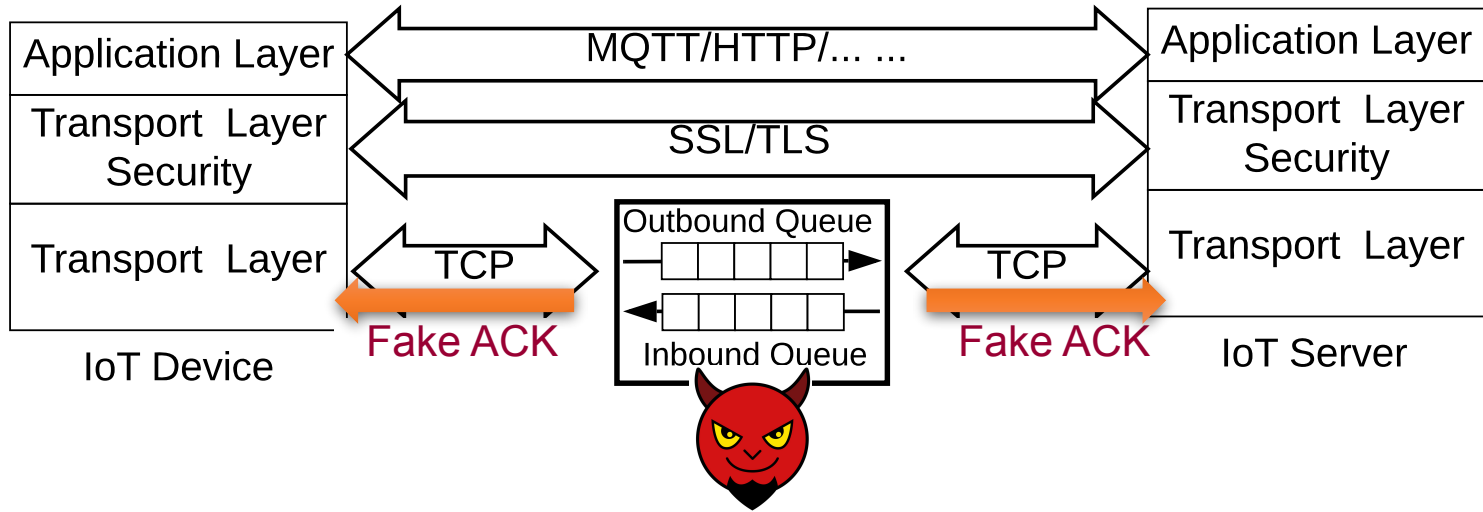 Application Layer
Transport Layer
Security
Transport Layer
IoT Device
MQTT/HTTP/... ...
SSL/TLS
TCP
Fake ACK
Outbound Queue
Inbound Queue
TCP
Fake ACK
Application Layer
Transport Layer
Security
Transport Layer
IoT Server